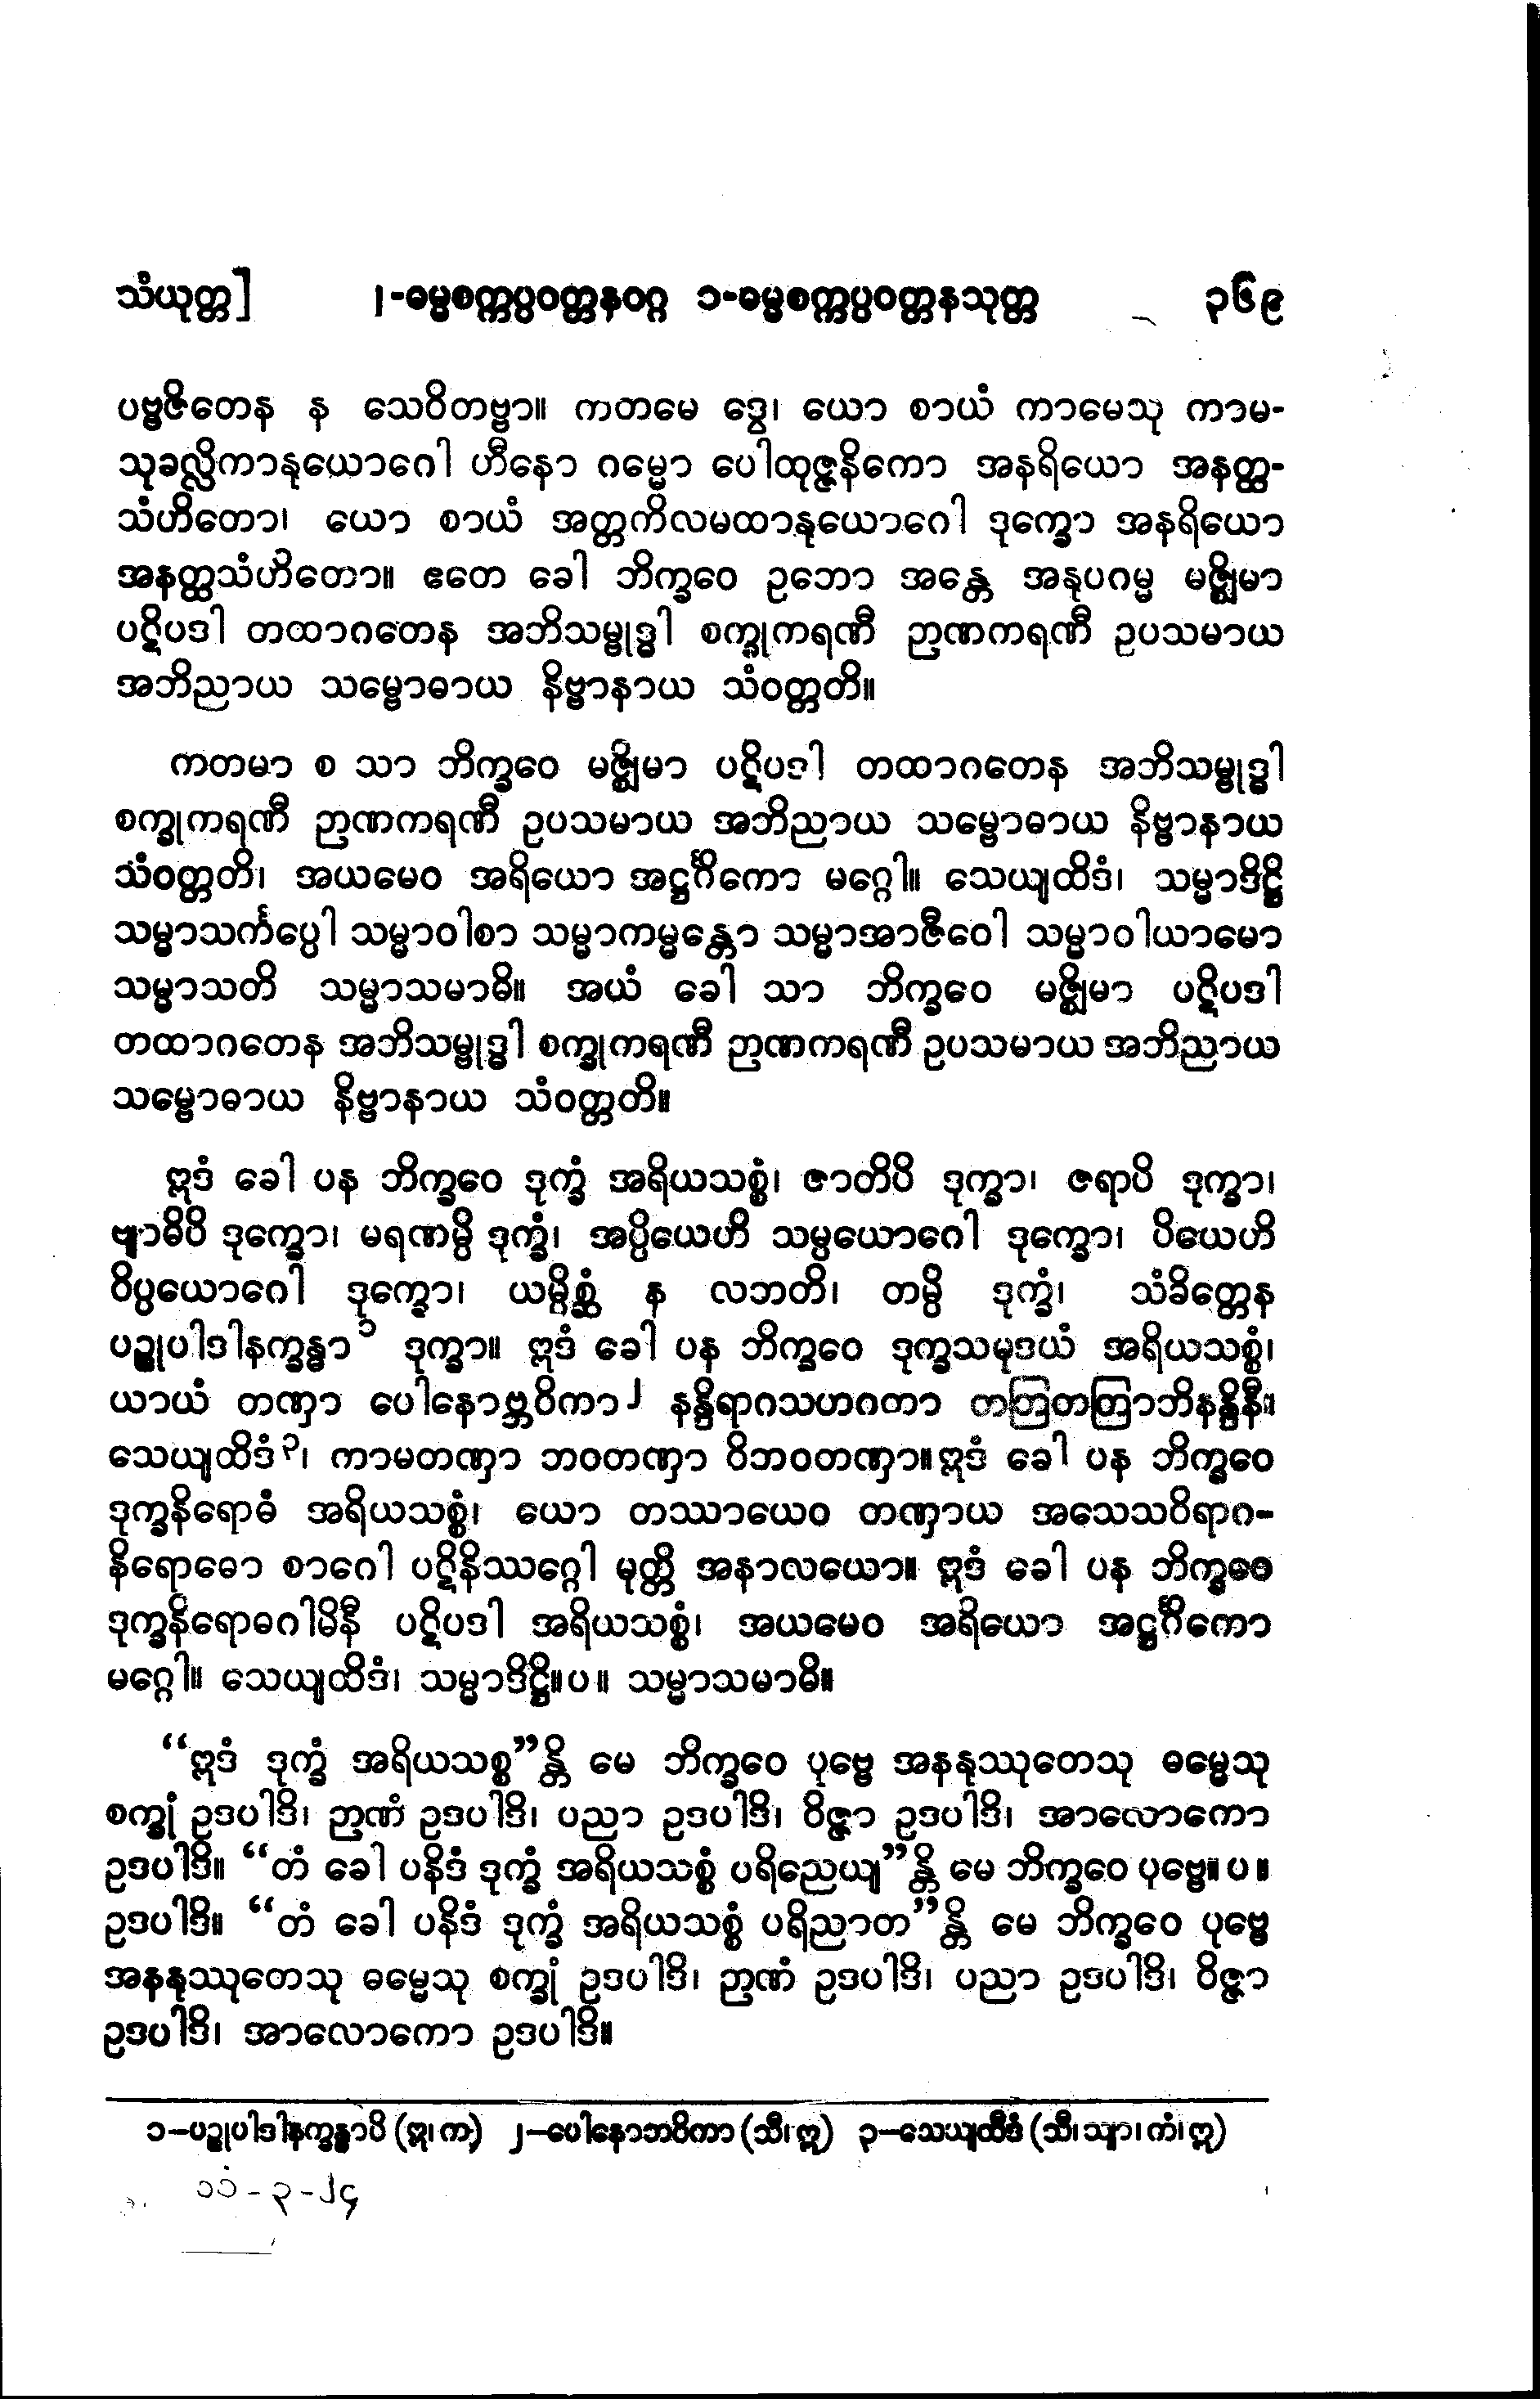 သံယုတ္တ]   ၂-ဓမ္မစက္ကပ္ပဝတ္တနဝဂ္ဂ ၁-ဓမ္မစက္ကပ္ပဝတ္တနသုတ္တ   ၃၆၉
ပဗ္ဗဇိတေန န သေဝိတဗ္ဗာ။ ကတမေ ဒွေ၊ ယော စာယံ ကာမေသု ကာမ-
သုခလ္လိကာနုယောဂေါ ဟီနော ဂမ္မော ပေါထုဇ္ဇနိကော အနရိယော အနတ္ထ-
သံဟိတော၊ ယော စာယံ အတ္တကိလမထာနုယောဂေါ ဒုက္ခော အနရိယော
အနတ္ထသံဟိတော။ ဧတေ ခေါ ဘိက္ခဝေ ဥဘော အန္တေ အနုပဂမ္မ မဇ္ဈိမာ
ပဋိပဒါ တထာဂတေန အဘိသမ္ဗုဒ္ဓါ စက္ခုကရဏီ ဉာဏကရဏီ ဥပသမာယ
အဘိညာယ သမ္ဗောဓာယ နိဗ္ဗာနာယ သံဝတ္တတိ။
ကတမာ စ သာ ဘိက္ခဝေ မဇ္ဈိမာ ပဋိပဒါ တထာဂတေန အဘိသမ္ဗုဒ္ဓါ
စက္ခုကရဏီ ဉာဏကရဏီ ဥပသမာယ အဘိညာယ သမ္ဗောဓာယ နိဗ္ဗာနာယ
သံဝတ္တတိ၊ အယမေဝ အရိယော အဋ္ဌင်္ဂိကော မဂ္ဂေါ။ သေယျထိဒံ၊ သမ္မာဒိဋ္ဌိ
သမ္မာသင်္ကပ္ပေါ သမ္မာဝါစာ သမ္မာကမ္မန္တော သမ္မာအာဇီဝေါ သမ္မာဝါယာမော
သမ္မာသတိ သမ္မာသမာဓိ။ အယံ ခေါ သာ ဘိက္ခဝေ မဇ္ဈိမာ ပဋိပဒါ
တထာဂတေန အဘိသမ္ဗုဒ္ဓါ စက္ခုကရဏီ ဉာဏကရဏီ ဥပသမာယ အဘိညာယ
သမ္ဗောဓာယ နိဗ္ဗာနာယ သံဝတ္တတိ။
ဣဒံ ခေါ ပန ဘိက္ခဝေ ဒုက္ခံ အရိယသစ္စံ၊ ဇာတိပိ ဒုက္ခာ၊ ဇရာပိ ဒုက္ခာ၊
ဗျာဓိပိ ဒုက္ခော၊ မရဏမ္ပိ ဒုက္ခံ၊ အပ္ပိယေဟိ သမ္ပယောဂေါ ဒုက္ခော၊ ပိယေဟိ
ဝိပ္ပယောဂေါ ဒုက္ခော၊ ယမ္ပိစ္ဆံ န လဘတိ၊ တမ္ပိ ဒုက္ခံ၊ သံခိတ္တေန
ပဉ္စုပါဒါနက္ခန္ဓာ၁ ဒုက္ခာ။ ဣဒံ ခေါ ပန ဘိက္ခဝေ ဒုက္ခသမုဒယံ အရိယသစ္စံ၊
ယာယံ တဏှာ ပေါနောဗ္ဘဝိကာ၂ နန္ဒိရာဂသဟဂတာ တတြတတြာဘိနန္ဒိနီ။
သေယျထိဒံ၃၊ ကာမတဏှာ ဘဝတဏှာ ဝိဘဝတဏှာ။ ဣဒံ ခေါ ပန ဘိက္ခဝေ
ဒုက္ခနိရောဓံ အရိယသစ္စံ၊ ယော တဿာယေဝ တဏှာယ အသေသဝိရာဂ-
နိရောဓော စာဂေါ ပဋိနိဿဂ္ဂေါ မုတ္တိ အနာလယော။ ဣဒံ ခေါ ပန ဘိက္ခဝေ
ဒုက္ခနိရောဓဂါမိနီ ပဋိပဒါ အရိယသစ္စံ၊ အယမေဝ အရိယော အဋ္ဌင်္ဂိကော
မဂ္ဂေါ။ သေယျထိဒံ၊ သမ္မာဒိဋ္ဌိ။ပ။ သမ္မာသမာဓိ။
“ဣဒံ ဒုက္ခံ အရိယသစ္စ”န္တိ မေ ဘိက္ခဝေ ပုဗ္ဗေ အနနုဿုတေသု ဓမ္မေသု
စက္ခုံ ဥဒပါဒိ၊ ဉာဏံ ဥဒပါဒိ၊ ပညာ ဥဒပါဒိ၊ ဝိဇ္ဇာ ဥဒပါဒိ၊ အာလောကော
ဥဒပါဒိ။ “တံ ခေါ ပနိဒံ ဒုက္ခံ အရိယသစ္စံ ပရိညေယျ”န္တိ မေ ဘိက္ခဝေ ပုဗ္ဗေ။ပ။
ဥဒပါဒိ။ “တံ ခေါ ပနိဒံ ဒုက္ခံ အရိယသစ္စံ ပရိညာတ”န္တိ မေ ဘိက္ခဝေ ပုဗ္ဗေ
အနနုဿုတေသု ဓမ္မေသု စက္ခုံ ဥဒပါဒိ၊ ဉာဏံ ဥဒပါဒိ၊ ပညာ ဥဒပါဒိ၊ ဝိဇ္ဇာ
ဥဒပါဒိ၊ အာလောကော ဥဒပါဒိ။
၁-ပဉ္စုပါဒါနက္ခန္ဓာပိ (ဣ၊ က) ၂-ပေါနောဘဝိကာ (သီ၊ ဣ) ၃-သေယျထီဒံ (သီ၊ သျာ၊ ကံ၊ ဣ)
၁၁-၃-၂၄